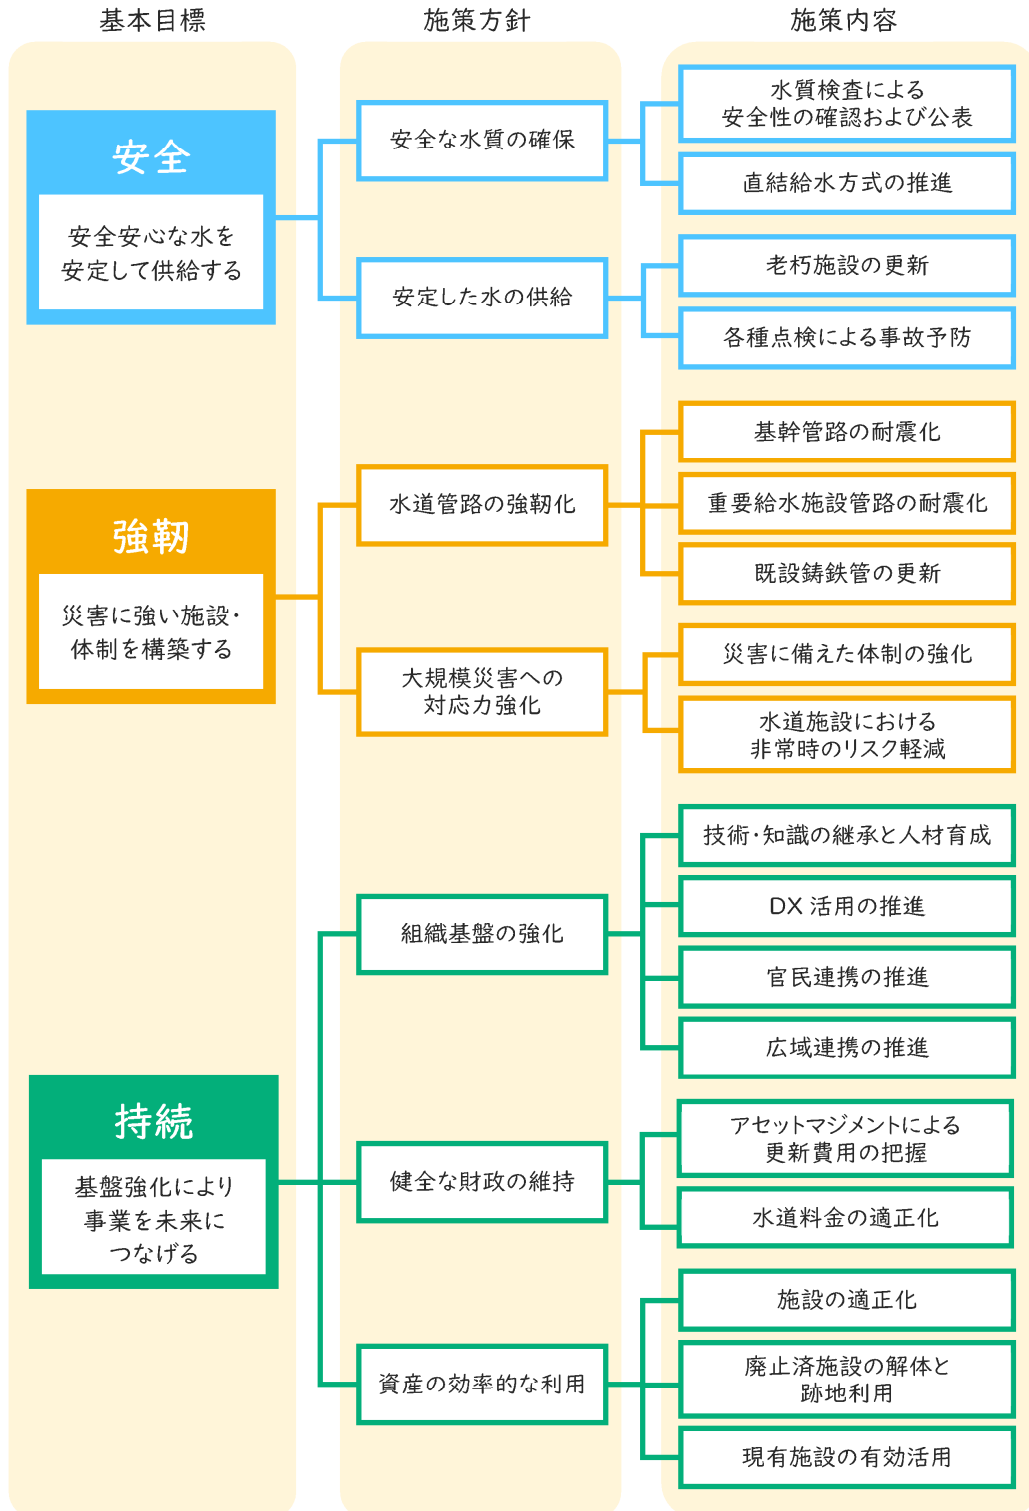 基本目標
施策方針
施策内容
安全
安全安心な水を
安定して供給する
安全な水質の確保
水質検査による
安全性の確認および公表
直結給水方式の推進
安定した水の供給
老朽施設の更新
各種点検による事故予防
強靭
災害に強い施設・
体制を構築する
水道管路の強靭化
基幹管路の耐震化
重要給水施設管路の耐震化
既設鋳鉄管の更新
大規模災害への
対応力強化
災害に備えた体制の強化
水道施設における
非常時のリスク軽減
持続
基盤強化により
事業を未来に
つなげる
組織基盤の強化
技術・知識の継承と人材育成
DX 活用の推進
官民連携の推進
広域連携の推進
健全な財政の維持
アセットマジメントによる
更新費用の把握
水道料金の適正化
資産の効率的な利用
施設の適正化
廃止済施設の解体と
跡地利用
現有施設の有効活用